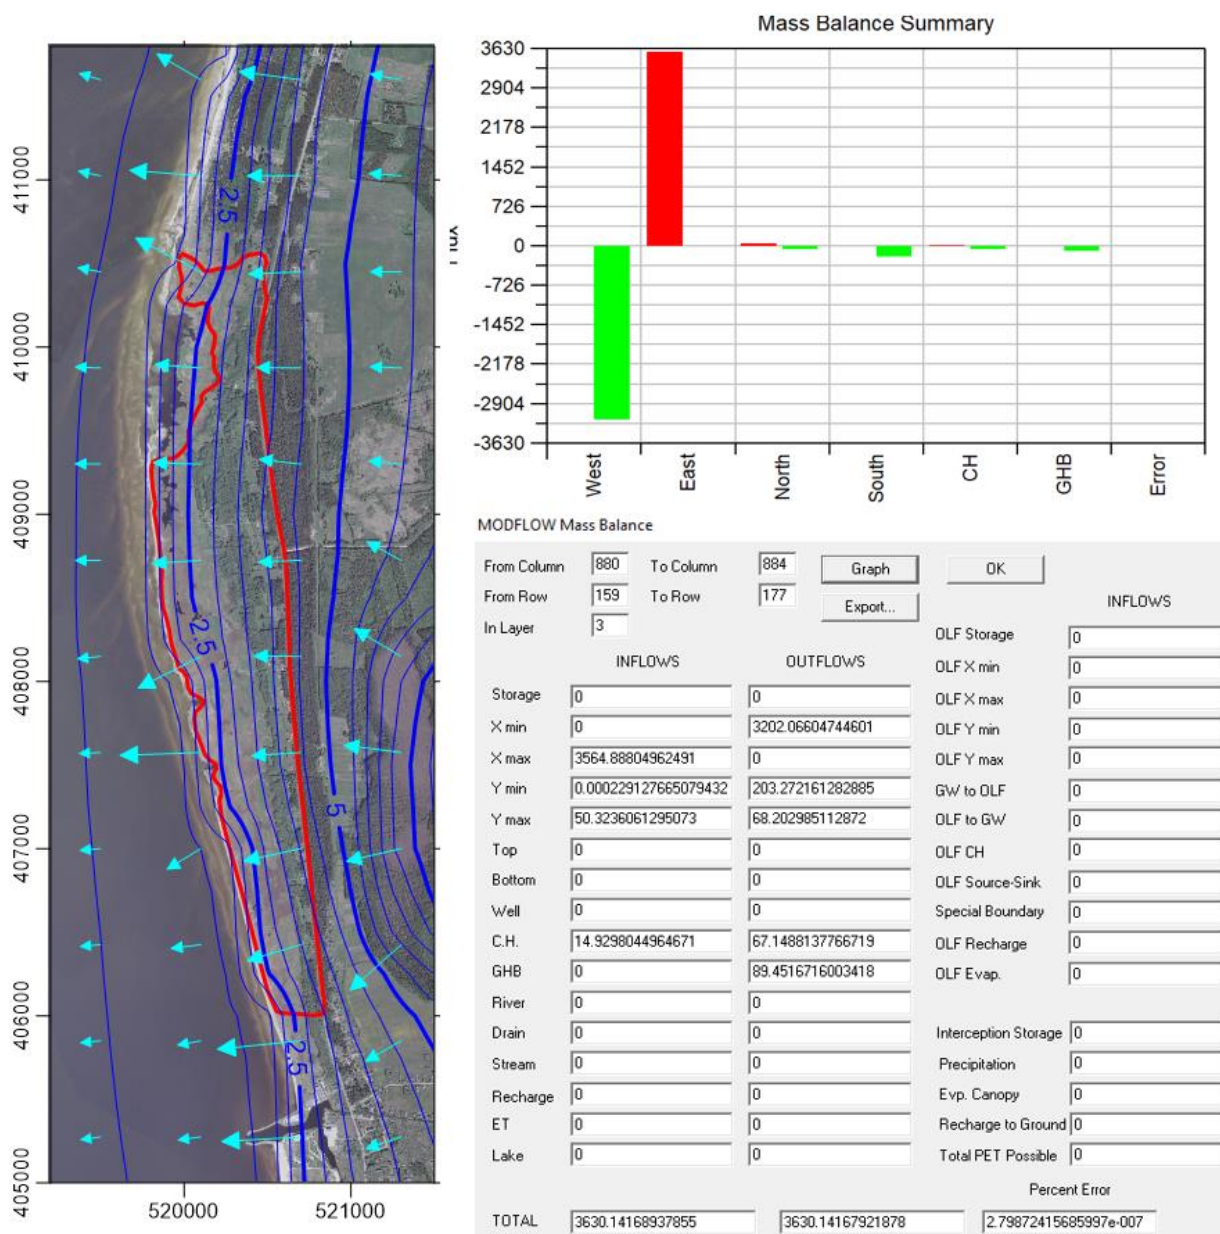 411000
410000
409000
408000
407000
406000
405000
520000
521000
2.5
2.5
5
2.5
Mass Balance Summary
3630
2904
2178
1452
726
0
-726
-1452
-2178
-2904
-3630
West
East
North
South
CH
GHB
Error
MODFLOW Mass Balance
From Column 880 To Column 884 Graph OK
From Row 159 To Row 177 Export...
In Layer 3
INFLOWS OUTFLOWS
Storage 0 0
X min 0 3202.06604744601
X max 3564.88804962491 0
Y min 0.000229127665079432 203.272161282885
Y max 50.3236061295073 68.202985112872
Top 0 0
Bottom 0 0
Well 0 0
C.H. 14.9298044964671 67.1488137766719
GHB 0 89.4516716003418
River 0 0
Drain 0 0
Stream 0 0
Recharge 0 0
ET 0 0
Lake 0 0
TOTAL 3630.14168937855 3630.14167921878
INFLOWS
OLF Storage 0
OLF X min 0
OLF X max 0
OLF Y min 0
OLF Y max 0
GW to OLF 0
OLF to GW 0
OLF CH 0
OLF Source-Sink 0
Special Boundary 0
OLF Recharge 0
OLF Evap. 0
Interception Storage 0
Precipitation 0
Evp. Canopy 0
Recharge to Ground 0
Total PET Possible 0
Percent Error
2.79872415685997e-007